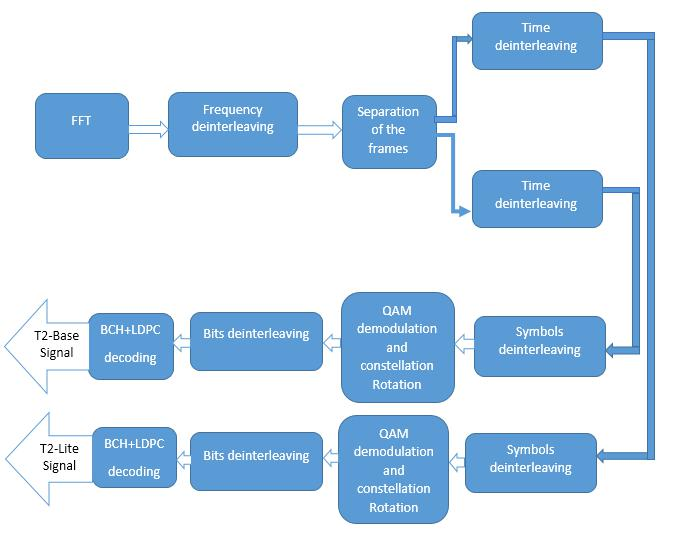 Time
deinterleaving
FFT
Frequency
deinterleaving
Separation
of the
frames
Time
deinterleaving
T2-Base
Signal
BCH+LDPC
decoding
Bits deinterleaving
QAM
demodulation
and
constellation
Rotation
Symbols
deinterleaving
T2-Lite
Signal
BCH+LDPC
decoding
Bits deinterleaving
QAM
demodulation
and
constellation
Rotation
Symbols
deinterleaving